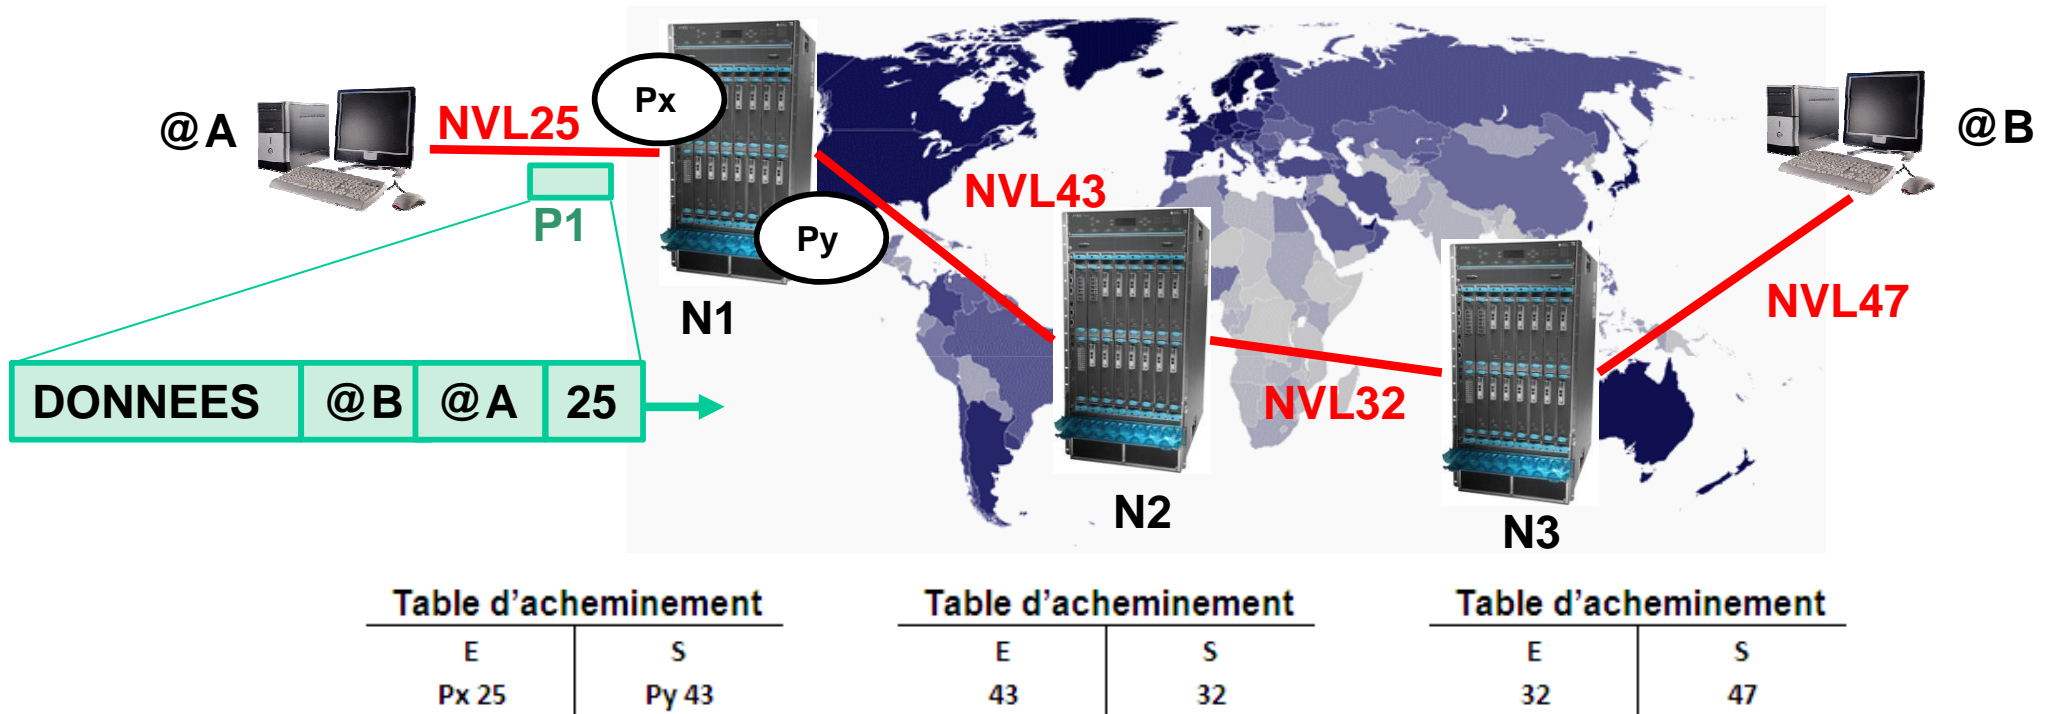 @A
NVL25
Px
@B
NVL43
P1
Py
N1
NVL47
DONNEES @B @A 25
NVL32
N2
N3
Table d'acheminement
E S
Px 25 Py 43
Table d'acheminement
E S
43 32
Table d'acheminement
E S
32 47